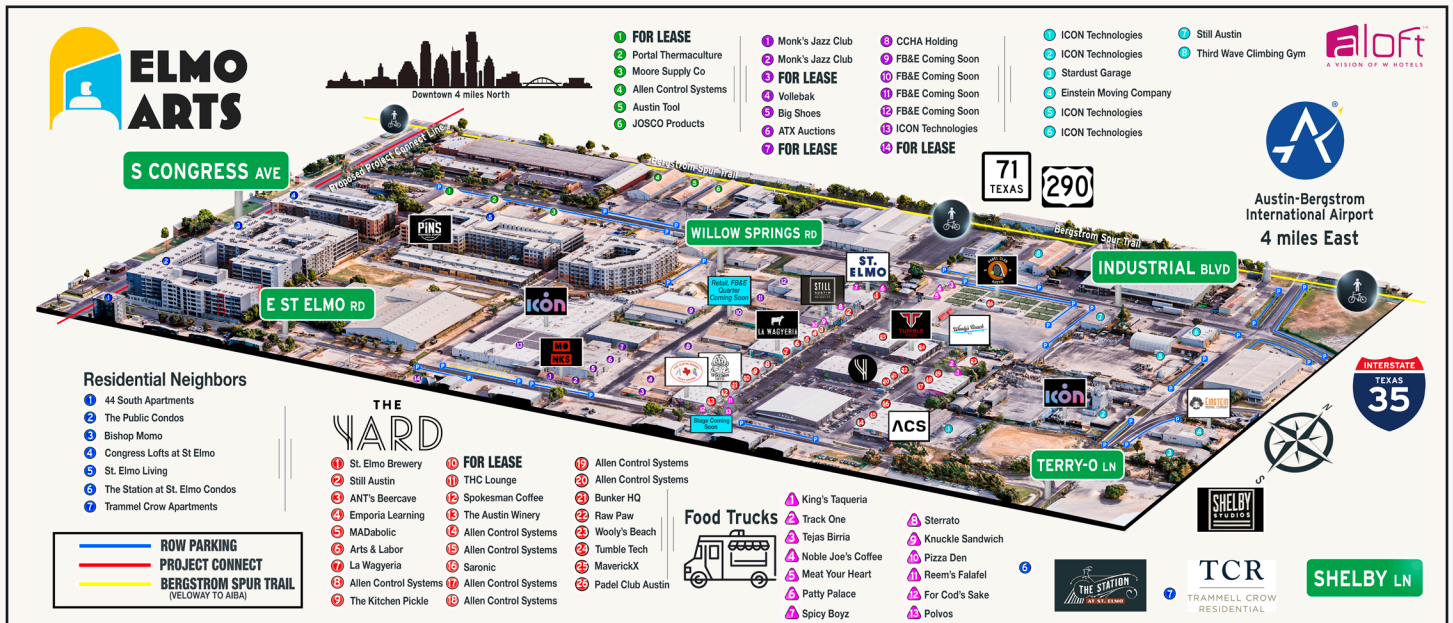 ELMO
ARTS
Downtown 4 miles North
1 FOR LEASE
2 Portal Thermaculture
3 Moore Supply Co
4 Allen Control Systems
5 Austin Tool
6 JOSCO Products
1 Monk's Jazz Club
2 Monk's Jazz Club
3 FOR LEASE
4 Vollebak
5 Big Shoes
6 ATX Auctions
7 FOR LEASE
8 CCHA Holding
9 FB&E Coming Soon
10 FB&E Coming Soon
11 FB&E Coming Soon
12 FB&E Coming Soon
13 ICON Technologies
14 FOR LEASE
1 ICON Technologies
2 ICON Technologies
3 Stardust Garage
4 Einstein Moving Company
5 ICON Technologies
6 ICON Technologies
7 Still Austin
8 Third Wave Climbing Gym
aloft
A VISION OF W HOTELS
Austin-Bergstrom
International Airport
4 miles East
71
TEXAS
290
S CONGRESS AVE
Proposed Project Connect Line
Bergstrom Spur Trail
Bergstrom Spur Trail
WILLOW SPRINGS RD
INDUSTRIAL BLVD
E ST ELMO RD
TERRY-O LN
PiNS
icon
MO
NKS
Retail, FB&E
Quarter
Coming Soon
STILL
AUSTIN
ST.
ELMO
LA WAGYERIA
TUMBLE
Wooly's Beach
ACS
icon
EINSTEIN
Stage Coming
Soon
INTERSTATE
TEXAS
35
N
S
Residential Neighbors
1 44 South Apartments
2 The Public Condos
3 Bishop Momo
4 Congress Lofts at St Elmo
5 St. Elmo Living
6 The Station at St. Elmo Condos
7 Trammel Crow Apartments
ROW PARKING
PROJECT CONNECT
BERGSTROM SPUR TRAIL
(VELOWAY TO AIBA)
THE
YARD
1 St. Elmo Brewery
2 Still Austin
3 ANT's Beercave
4 Emporia Learning
5 MADabolic
6 Arts & Labor
7 La Wagyeria
8 Allen Control Systems
9 The Kitchen Pickle
10 FOR LEASE
11 THC Lounge
12 Spokesman Coffee
13 The Austin Winery
14 Allen Control Systems
15 Allen Control Systems
16 Saronic
17 Allen Control Systems
18 Allen Control Systems
19 Allen Control Systems
20 Allen Control Systems
21 Bunker HQ
22 Raw Paw
23 Wooly's Beach
24 Tumble Tech
25 MaverickX
26 Padel Club Austin
Food Trucks
1 King's Taqueria
2 Track One
3 Tejas Birria
4 Noble Joe's Coffee
5 Meat Your Heart
6 Patty Palace
7 Spicy Boyz
8 Sterrato
9 Knuckle Sandwich
10 Pizza Den
11 Reem's Falafel
12 For Cod's Sake
13 Polvos
SHELBY
STUDIOS
6
THE STATION
AT ST. ELMO
7
TCR
TRAMMELL CROW
RESIDENTIAL
SHELBY LN